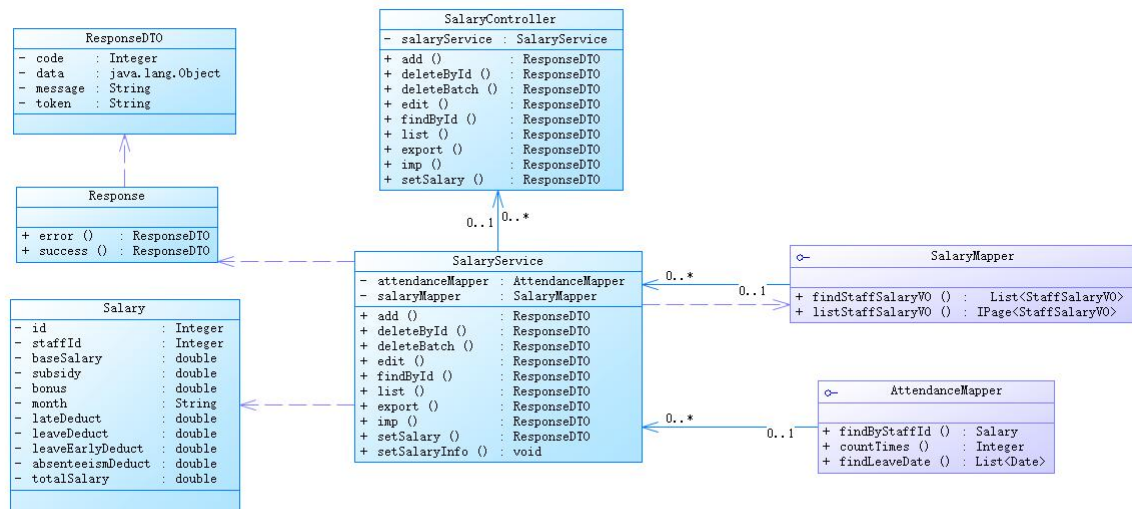 ResponseDTO
- code : Integer
- data : java.lang.Object
- message : String
- token : String
Response
+ error () : ResponseDTO
+ success () : ResponseDTO
Salary
- id : Integer
- staffId : Integer
- baseSalary : double
- subsidy : double
- bonus : double
- month : String
- lateDeduct : double
- leaveDeduct : double
- leaveEarlyDeduct : double
- absenteeismDeduct : double
- totalSalary : double
SalaryController
- salaryService : SalaryService
+ add () : ResponseDTO
+ deleteById () : ResponseDTO
+ deleteBatch () : ResponseDTO
+ edit () : ResponseDTO
+ findById () : ResponseDTO
+ list () : ResponseDTO
+ export () : ResponseDTO
+ imp () : ResponseDTO
+ setSalary () : ResponseDTO
0..1
0..*
SalaryService
- attendanceMapper : AttendanceMapper
- salaryMapper : SalaryMapper
+ add () : ResponseDTO
+ deleteById () : ResponseDTO
+ deleteBatch () : ResponseDTO
+ edit () : ResponseDTO
+ findById () : ResponseDTO
+ list () : ResponseDTO
+ export () : ResponseDTO
+ imp () : ResponseDTO
+ setSalary () : ResponseDTO
+ setSalaryInfo () : void
0..*
0..1
SalaryMapper
+ findStaffSalaryVO () : List<StaffSalaryVO>
+ listStaffSalaryVO () : IPage<StaffSalaryVO>
0..*
0..1
AttendanceMapper
+ findByStaffId () : Salary
+ countTimes () : Integer
+ findLeaveDate () : List<Date>